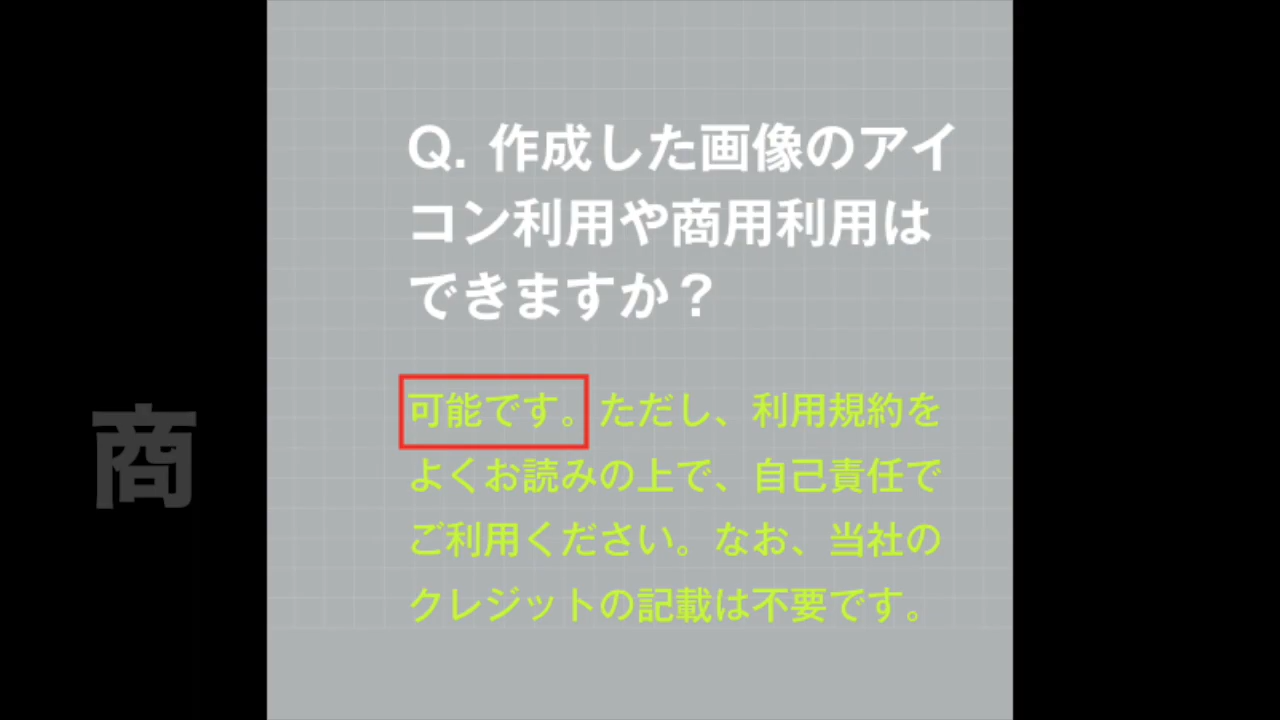 Q. 作成した画像のアイ
コン利用や商用利用は
できますか？
可能です。ただし、利用規約を
よくお読みの上で、自己責任で
ご利用ください。なお、当社の
クレジットの記載は不要です。
商